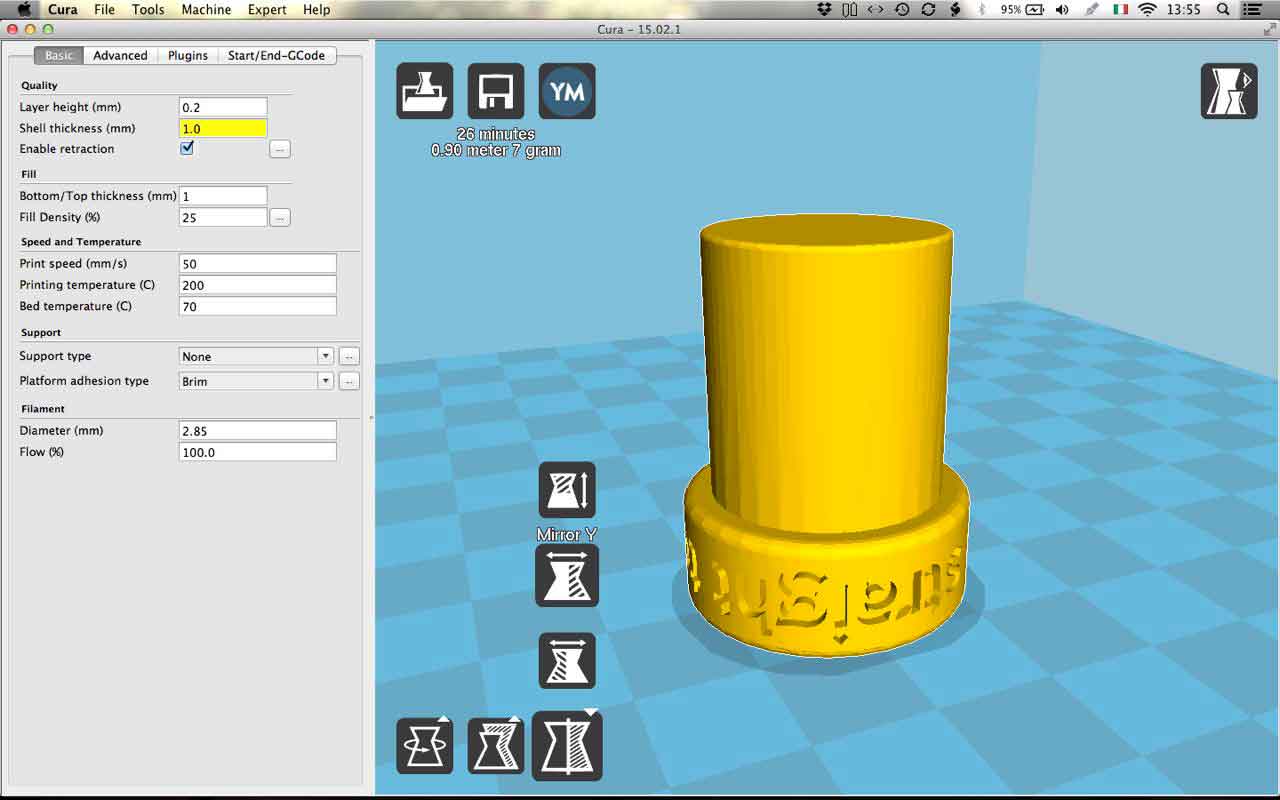 Cura File Tools Machine Expert Help 95% 13:55
Cura - 15.02.1
Basic Advanced Plugins Start/End-GCode
Quality
Layer height (mm) 0.2
Shell thickness (mm) 1.0
Enable retraction ...
Fill
Bottom/Top thickness (mm) 1
Fill Density (%) 25 ...
Speed and Temperature
Print speed (mm/s) 50
Printing temperature (C) 200
Bed temperature (C) 70
Support
Support type None ...
Platform adhesion type Brim ...
Filament
Diameter (mm) 2.85
Flow (%) 100.0
YM
26 minutes
0.90 meter 7 gram
Mirror Y